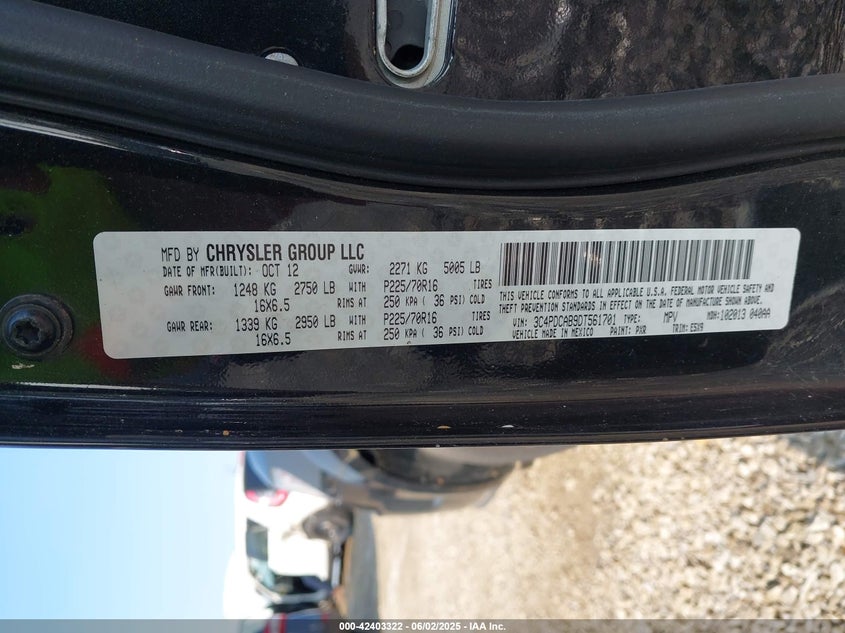 MFD BY CHRYSLER GROUP LLC
DATE OF MFR(BUILT): OCT 12 GVWR: 2271 KG 5005 LB
GAWR FRONT: 1248 KG 2750 LB WITH P225/70R16 TIRES
16X6.5 RIMS AT 250 KPA ( 36 PSI) COLD
GAWR REAR: 1339 KG 2950 LB WITH P225/70R16 TIRES
16X6.5 RIMS AT 250 KPA ( 36 PSI) COLD
THIS VEHICLE CONFORMS TO ALL APPLICABLE U.S.A. FEDERAL MOTOR VEHICLE SAFETY AND
THEFT PREVENTION STANDARDS IN EFFECT ON THE DATE OF MANUFACTURE SHOWN ABOVE.
VIN: 3C4PDCAB9DT561701 TYPE: MPV MDH: 102013 040AA
VEHICLE MADE IN MEXICO PAINT: PXR TRIM: E5X9
000-42403322 - 06/02/2025 - IAA Inc.